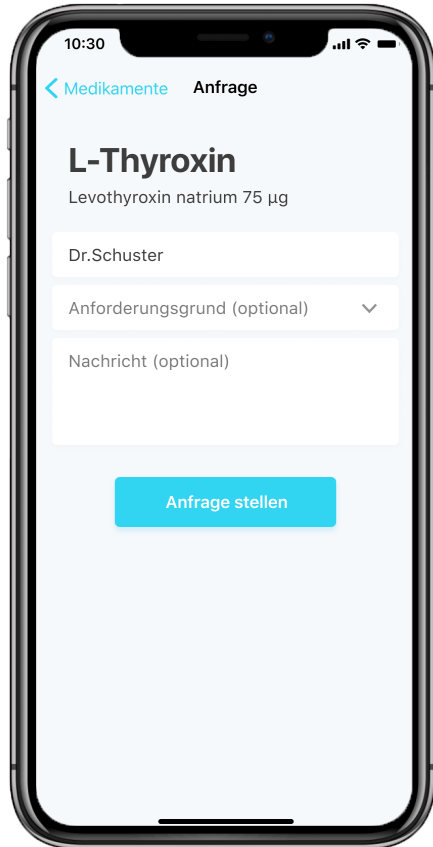 10:30
Medikamente Anfrage
L-Thyroxin
Levothyroxin natrium 75 µg
Dr.Schuster
Anforderungsgrund (optional)
Nachricht (optional)
Anfrage stellen